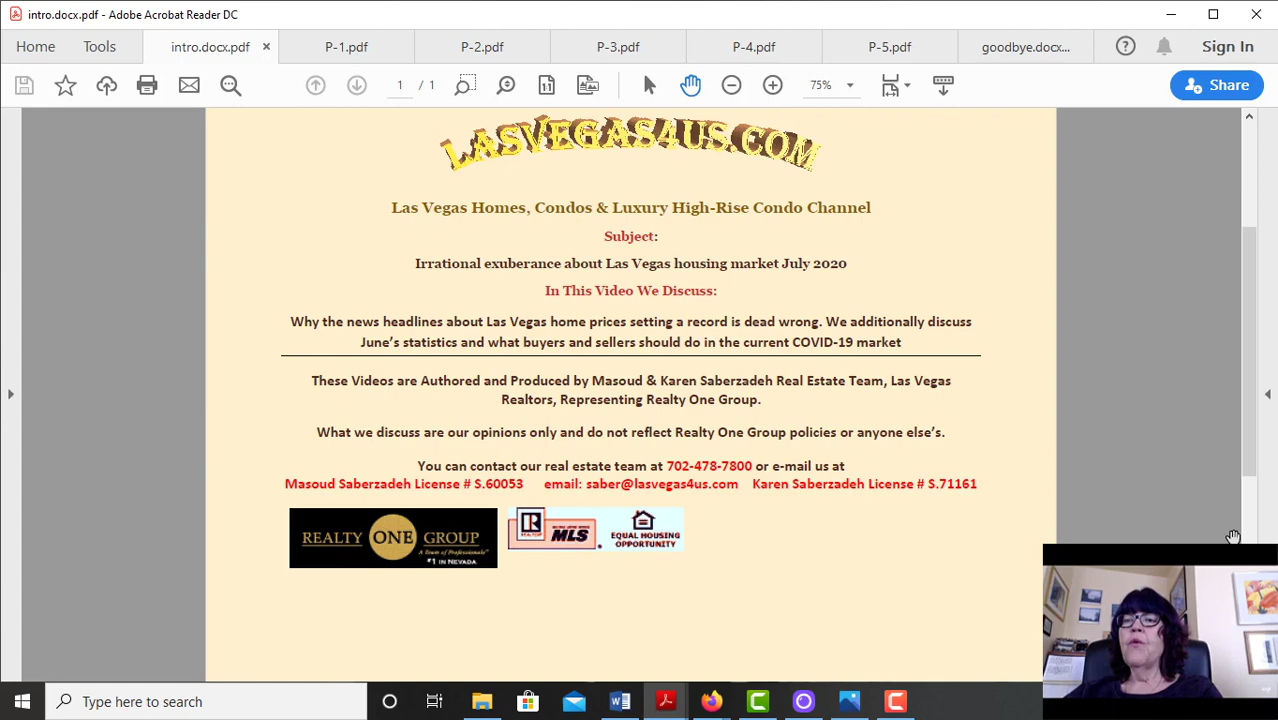 intro.docx.pdf - Adobe Acrobat Reader DC
Home Tools intro.docx.pdf P-1.pdf P-2.pdf P-3.pdf P-4.pdf P-5.pdf goodbye.docx... Sign In
1 / 1 75% Share
LASVEGAS4US.COM
Las Vegas Homes, Condos & Luxury High-Rise Condo Channel
Subject:
Irrational exuberance about Las Vegas housing market July 2020
In This Video We Discuss:
Why the news headlines about Las Vegas home prices setting a record is dead wrong. We additionally discuss
June's statistics and what buyers and sellers should do in the current COVID-19 market
These Videos are Authored and Produced by Masoud & Karen Saberzadeh Real Estate Team, Las Vegas
Realtors, Representing Realty One Group.
What we discuss are our opinions only and do not reflect Realty One Group policies or anyone else's.
You can contact our real estate team at 702-478-7800 or e-mail us at
Masoud Saberzadeh License # S.60053 email: saber@lasvegas4us.com Karen Saberzadeh License # S.71161
REALTY ONE GROUP
A Team of Professionals
#1 IN NEVADA
REALTOR MLS
EQUAL HOUSING
OPPORTUNITY
Type here to search